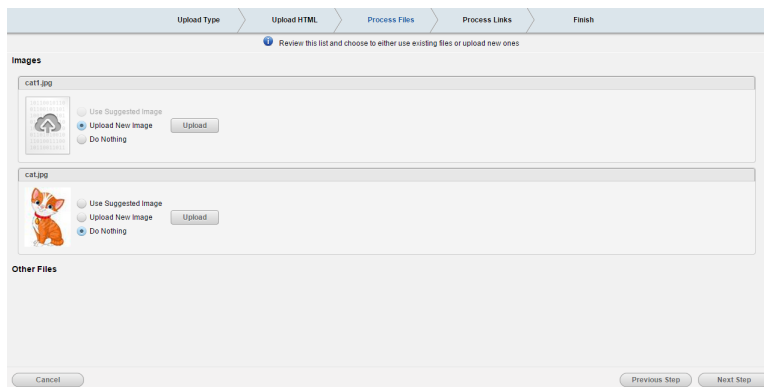 Upload Type Upload HTML Process Files Process Links Finish
Review this list and choose to either use existing files or upload new ones
Images
cat1.jpg
Use Suggested Image
Upload New Image Upload
Do Nothing
cat.jpg
Use Suggested Image
Upload New Image Upload
Do Nothing
Other Files
Cancel Previous Step Next Step